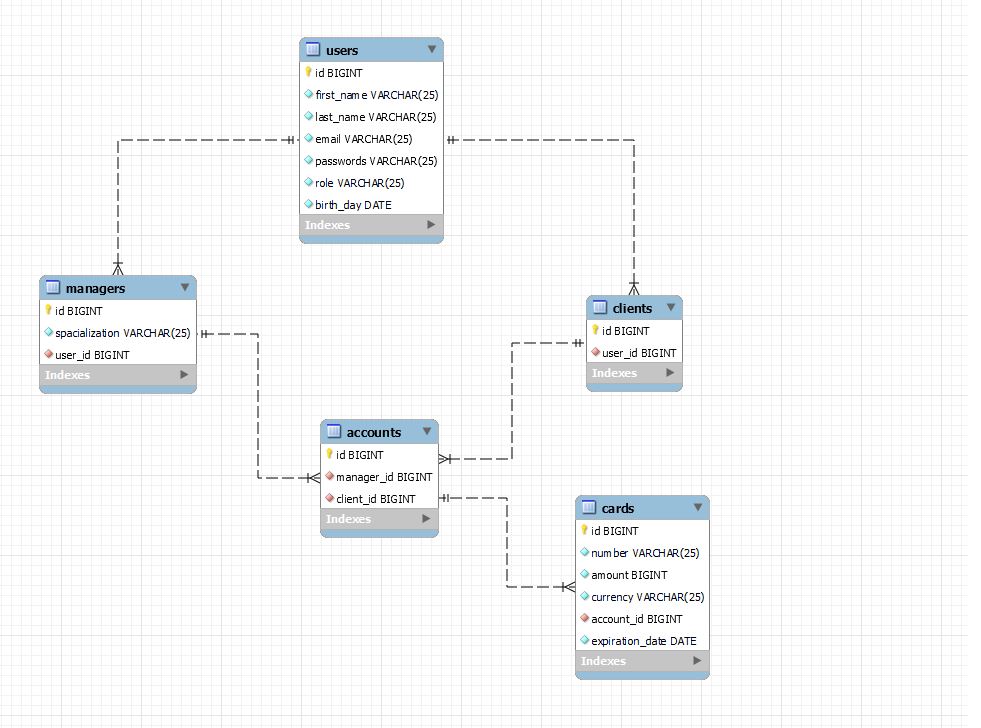 users
id BIGINT
first_name VARCHAR(25)
last_name VARCHAR(25)
email VARCHAR(25)
passwords VARCHAR(25)
role VARCHAR(25)
birth_day DATE
Indexes
managers
id BIGINT
spacialization VARCHAR(25)
user_id BIGINT
Indexes
clients
id BIGINT
user_id BIGINT
Indexes
accounts
id BIGINT
manager_id BIGINT
client_id BIGINT
Indexes
cards
id BIGINT
number VARCHAR(25)
amount BIGINT
currency VARCHAR(25)
account_id BIGINT
expiration_date DATE
Indexes